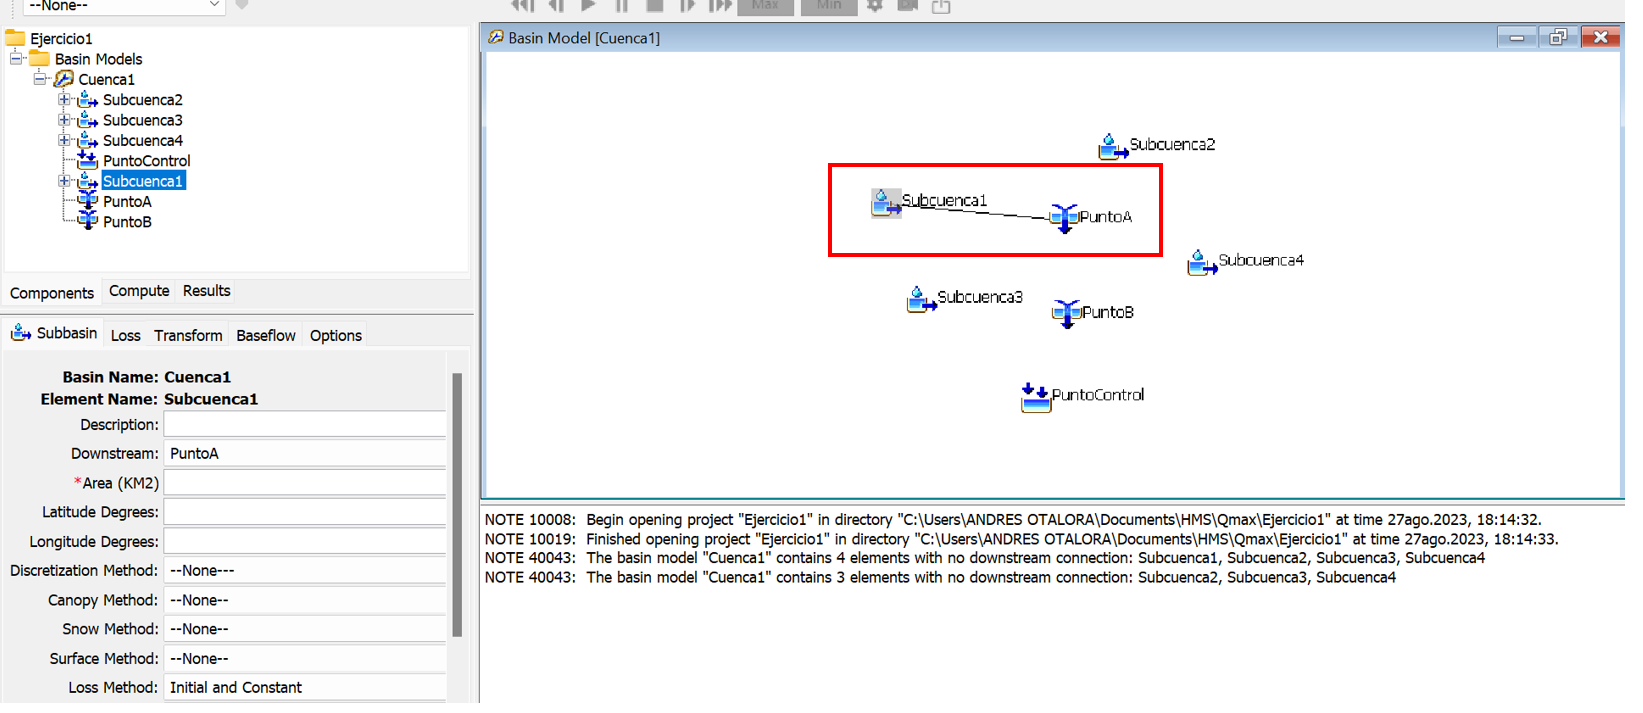 --None--
Max
Min
Ejercicio1
Basin Models
Cuenca1
Subcuenca2
Subcuenca3
Subcuenca4
PuntoControl
Subcuenca1
PuntoA
PuntoB
Components
Compute
Results
Subbasin
Loss
Transform
Baseflow
Options
Basin Name: Cuenca1
Element Name: Subcuenca1
Description:
Downstream: PuntoA
*Area (KM2)
Latitude Degrees:
Longitude Degrees:
Discretization Method: --None---
Canopy Method: --None--
Snow Method: --None--
Surface Method: --None--
Loss Method: Initial and Constant
Basin Model [Cuenca1]
Subcuenca2
Subcuenca1
PuntoA
Subcuenca4
Subcuenca3
PuntoB
PuntoControl
NOTE 10008: Begin opening project "Ejercicio1" in directory "C:\Users\ANDRES OTALORA\Documents\HMS\Qmax\Ejercicio1" at time 27ago.2023, 18:14:32.
NOTE 10019: Finished opening project "Ejercicio1" in directory "C:\Users\ANDRES OTALORA\Documents\HMS\Qmax\Ejercicio1" at time 27ago.2023, 18:14:33.
NOTE 40043: The basin model "Cuenca1" contains 4 elements with no downstream connection: Subcuenca1, Subcuenca2, Subcuenca3, Subcuenca4
NOTE 40043: The basin model "Cuenca1" contains 3 elements with no downstream connection: Subcuenca2, Subcuenca3, Subcuenca4